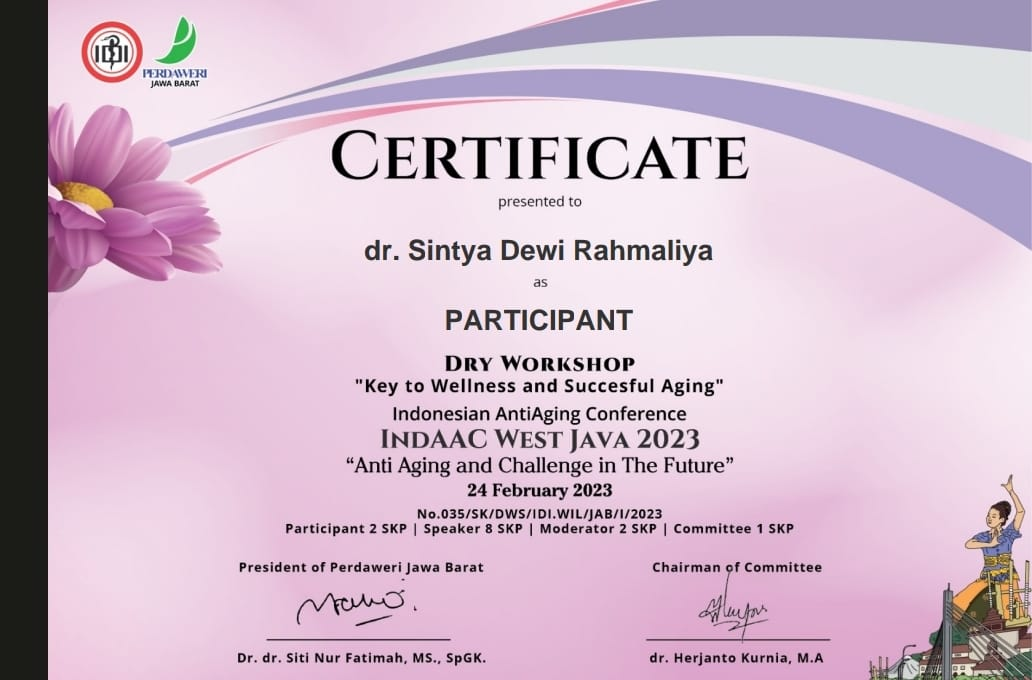 IDI
PERDAWERI
JAWA BARAT
CERTIFICATE
presented to
dr. Sintya Dewi Rahmaliya
as
PARTICIPANT
DRY WORKSHOP
"Key to Wellness and Succesful Aging"
Indonesian AntiAging Conference
INDAAC WEST JAVA 2023
“Anti Aging and Challenge in The Future”
24 February 2023
No.035/SK/DWS/IDI.WIL/JAB/I/2023
Participant 2 SKP | Speaker 8 SKP | Moderator 2 SKP | Committee 1 SKP
President of Perdaweri Jawa Barat
Chairman of Committee
Dr. dr. Siti Nur Fatimah, MS., SpGK.
dr. Herjanto Kurnia, M.A